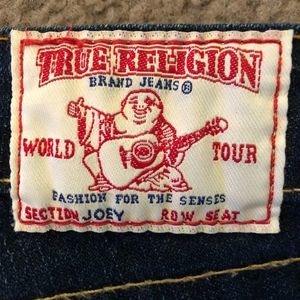 TRUE RELIGION
BRAND JEANS®
WORLD TOUR
FASHION FOR THE SENSES
SECTION JOEY ROW SEAT